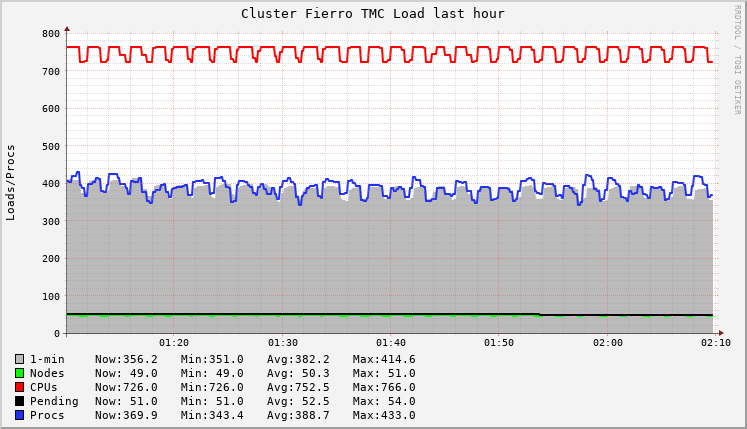 Cluster Fierro TMC Load last hour
RRDTOOL / TOBI OETIKER
Loads/Procs
800
700
600
500
400
300
200
100
0
01:20 01:30 01:40 01:50 02:00 02:10
1-min Now:356.2 Min:351.0 Avg:382.2 Max:414.6
Nodes Now: 49.0 Min: 49.0 Avg: 50.3 Max: 51.0
CPUs Now:726.0 Min:726.0 Avg:752.5 Max:766.0
Pending Now: 51.0 Min: 51.0 Avg: 52.5 Max: 54.0
Procs Now:369.9 Min:343.4 Avg:388.7 Max:433.0